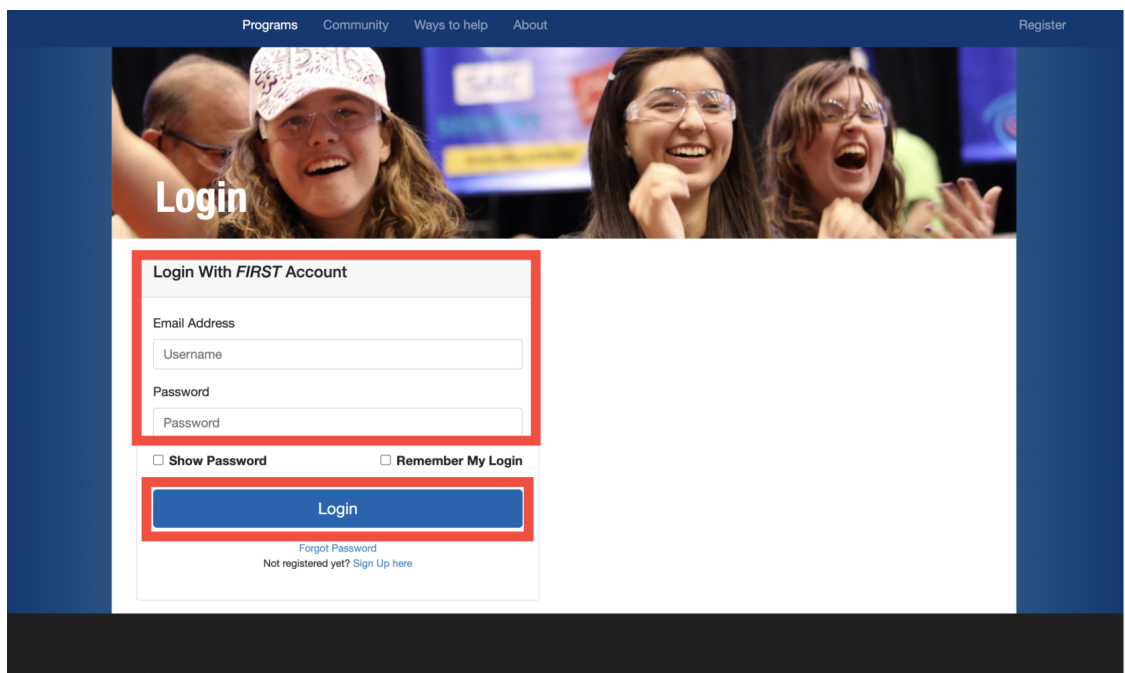 Programs Community Ways to help About Register
Login
Login With FIRST Account
Email Address
Username
Password
Password
Show Password Remember My Login
Login
Forgot Password
Not registered yet? Sign Up here